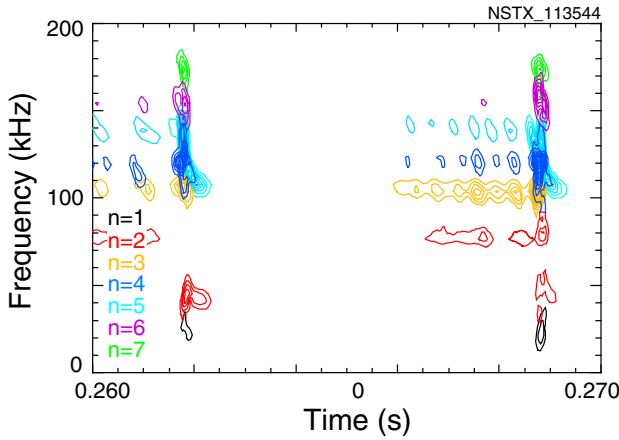 NSTX_113544
200
Frequency (kHz)
100
n=1
n=2
n=3
n=4
n=5
n=6
n=7
0
0.260
0
0.270
Time (s)